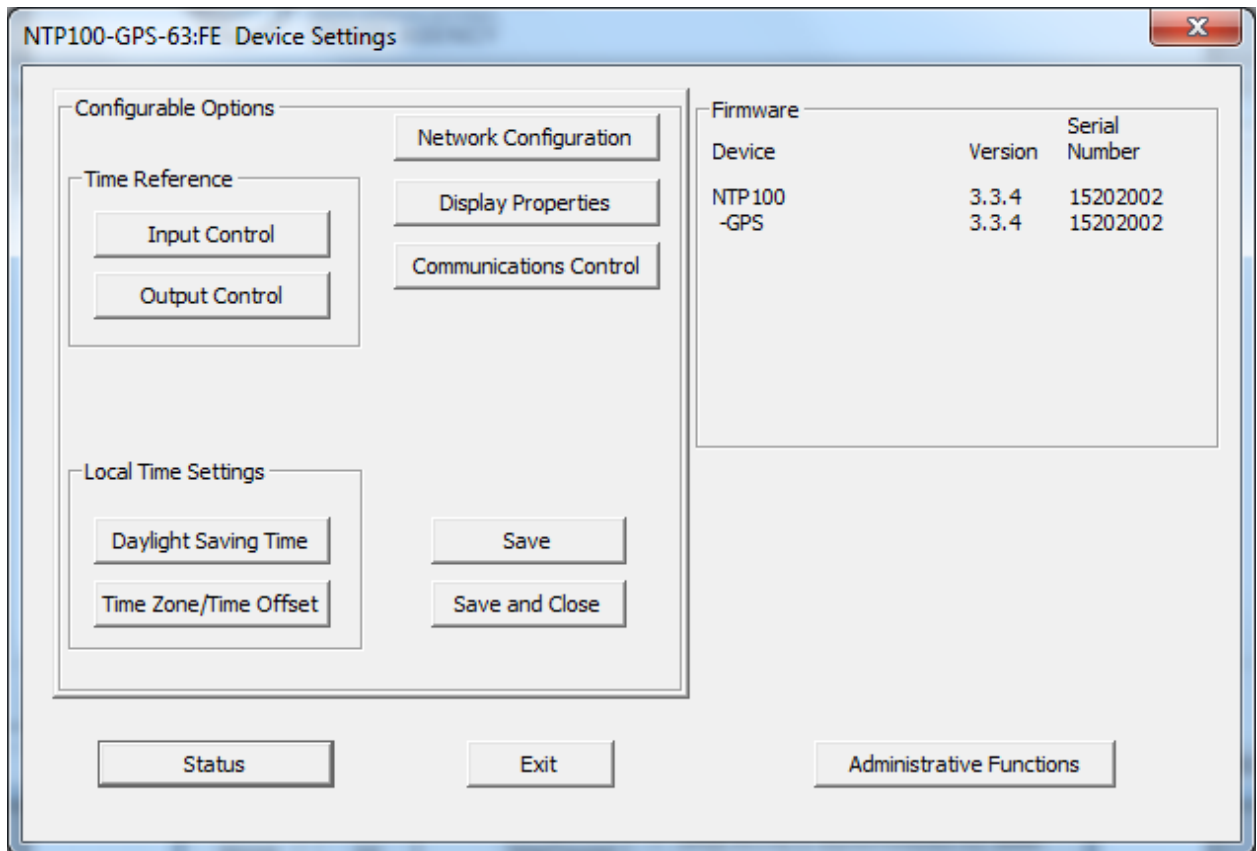 NTP100-GPS-63:FE Device Settings
Configurable Options
Network Configuration
Display Properties
Communications Control
Time Reference
Input Control
Output Control
Local Time Settings
Daylight Saving Time
Time Zone/Time Offset
Save
Save and Close
Firmware
Serial
Device Version Number
NTP100 3.3.4 15202002
-GPS 3.3.4 15202002
Status
Exit
Administrative Functions